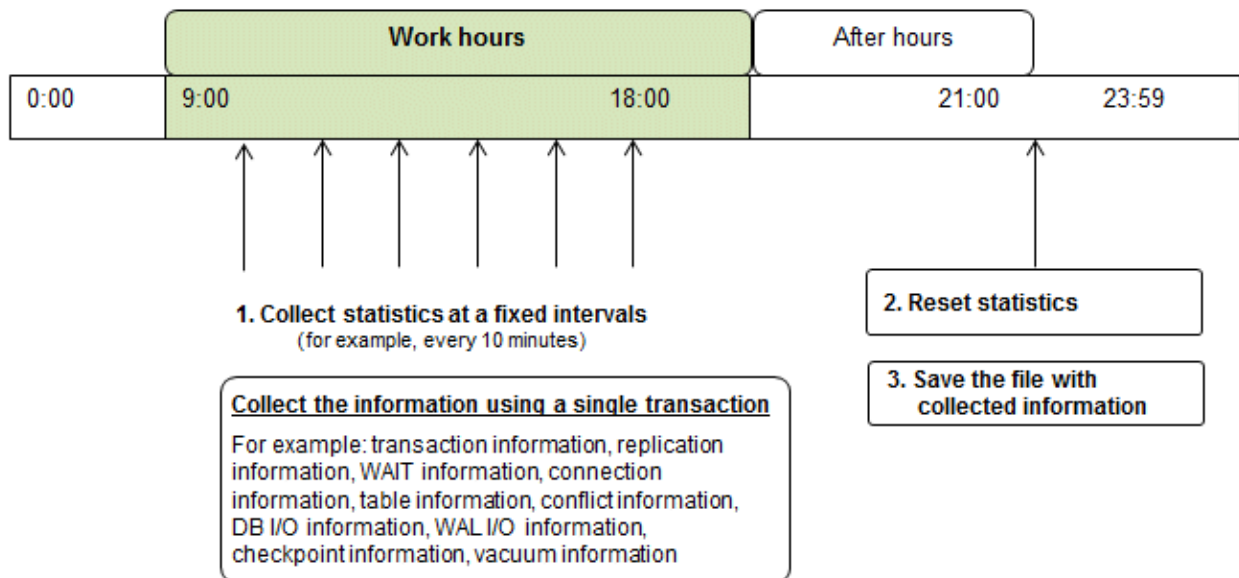 Work hours
After hours
0:00
9:00
18:00
21:00
23:59
1. Collect statistics at a fixed intervals
(for example, every 10 minutes)
2. Reset statistics
3. Save the file with
collected information
Collect the information using a single transaction
For example: transaction information, replication
information, WAIT information, connection
information, table information, conflict information,
DB I/O information, WAL I/O information,
checkpoint information, vacuum information